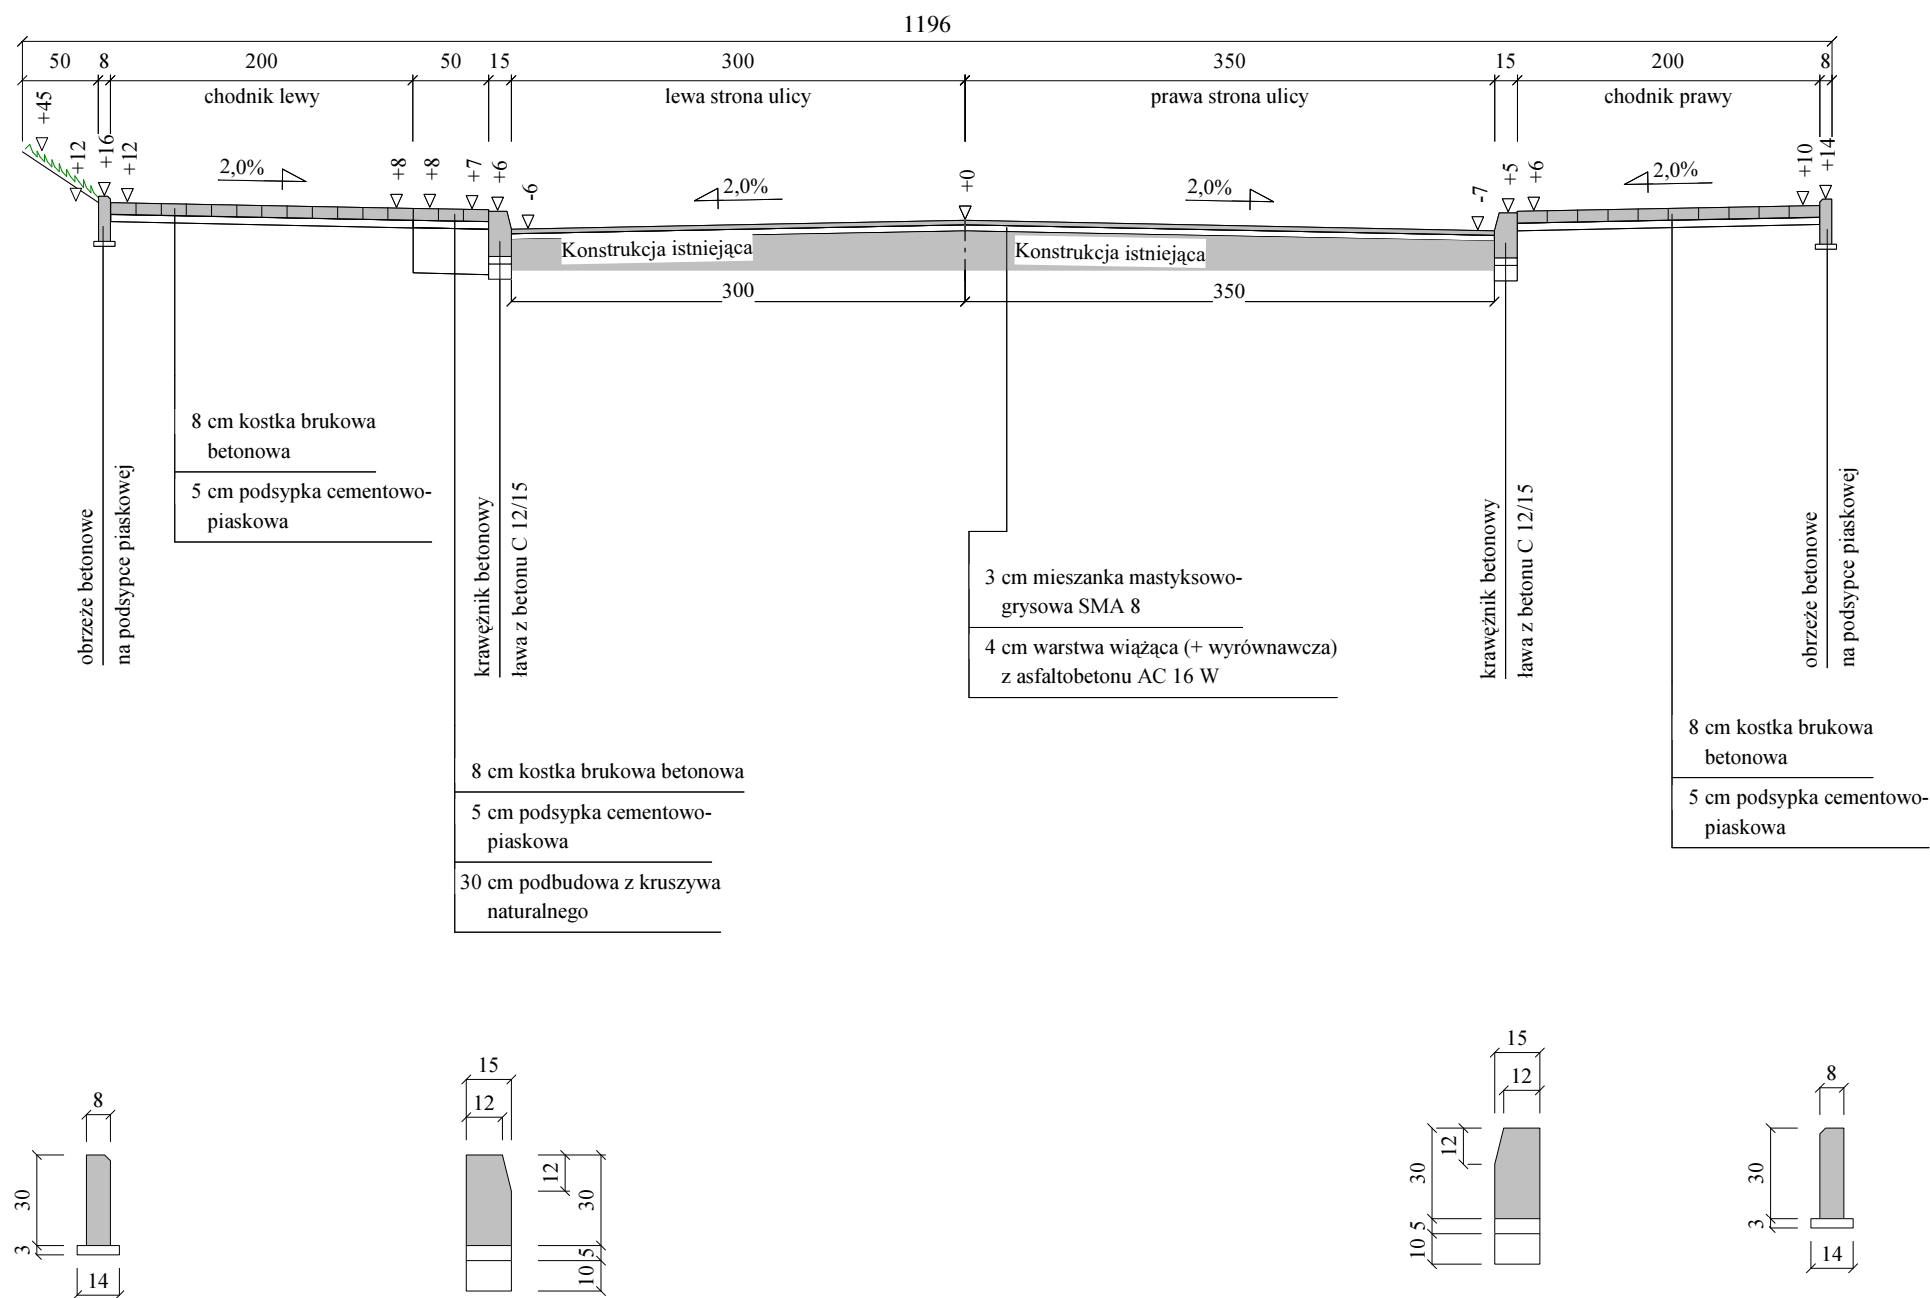 1196
50 8 200 50 15 300 350 15 200 8
chodnik lewy lewa strona ulicy prawa strona ulicy chodnik prawy
+45 +12 +16 +12 +8 +8 +7 +6 -6 +0 -7 +5 +6 +10 +14
2,0% 2,0% 2,0% 2,0%
Konstrukcja istniejąca Konstrukcja istniejąca
300 350
8 cm kostka brukowa
betonowa
5 cm podsypka cementowo-
piaskowa
obrzeże betonowe
na podsypce piaskowej
krawężnik betonowy
ława z betonu C 12/15
3 cm mieszanka mastyksowo-
grysowa SMA 8
4 cm warstwa wiążąca (+ wyrównawcza)
z asfaltobetonu AC 16 W
krawężnik betonowy
ława z betonu C 12/15
obrzeże betonowe
na podsypce piaskowej
8 cm kostka brukowa betonowa
5 cm podsypka cementowo-
piaskowa
30 cm podbudowa z kruszywa
naturalnego
8 cm kostka brukowa
betonowa
5 cm podsypka cementowo-
piaskowa
8
30
3
14
15
12
12
30
5
10
15
12
12
30
5
10
8
30
3
14